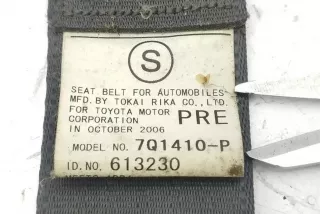 S
SEAT BELT FOR AUTOMOBILES
MFD. BY TOKAI RIKA CO., LTD.
FOR TOYOTA MOTOR
CORPORATION PRE
IN OCTOBER 2006
MODEL NO. 7Q1410-P
I.D. NO. 613230